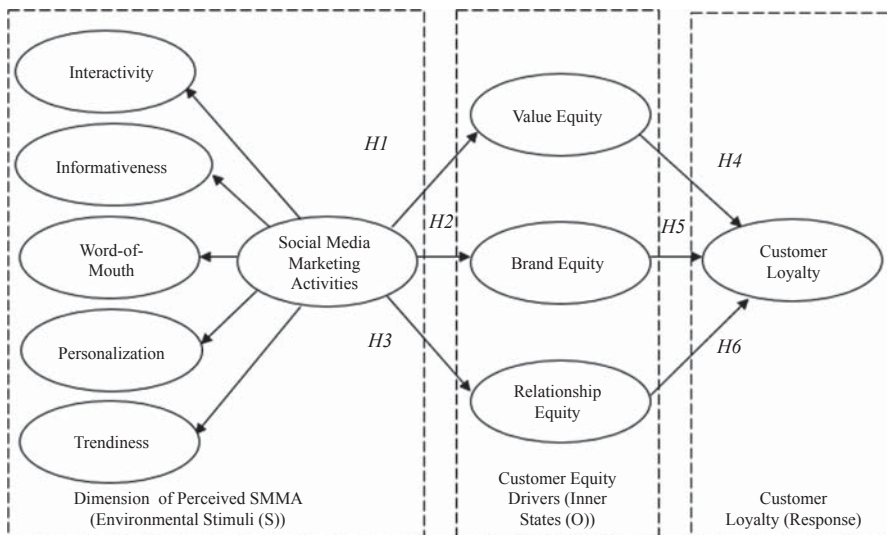 Interactivity
Informativeness
Word-of-
Mouth
Personalization
Trendiness
Social Media
Marketing
Activities
H1
H2
H3
Value Equity
Brand Equity
Relationship
Equity
H4
H5
H6
Customer
Loyalty
Dimension of Perceived SMMA
(Environmental Stimuli (S))
Customer Equity
Drivers (Inner
States (O))
Customer
Loyalty (Response)